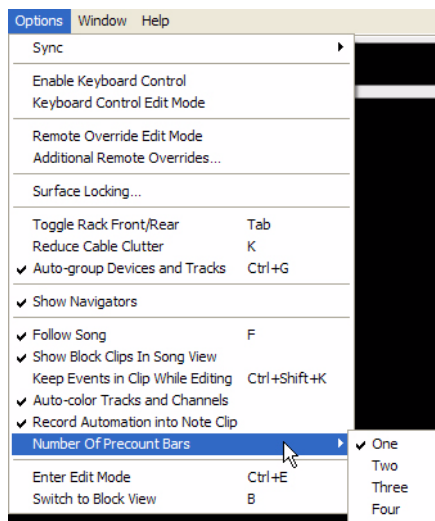 Options Window Help
Sync
Enable Keyboard Control
Keyboard Control Edit Mode
Remote Override Edit Mode
Additional Remote Overrides...
Surface Locking...
Toggle Rack Front/Rear Tab
Reduce Cable Clutter K
Auto-group Devices and Tracks Ctrl+G
Show Navigators
Follow Song F
Show Block Clips In Song View
Keep Events in Clip While Editing Ctrl+Shift+K
Auto-color Tracks and Channels
Record Automation into Note Clip
Number Of Precount Bars One
Two
Three
Four
Enter Edit Mode Ctrl+E
Switch to Block View B